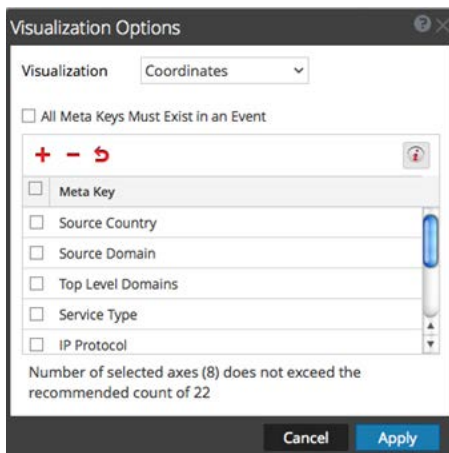 Visualization Options
Visualization Coordinates
All Meta Keys Must Exist in an Event
Meta Key
Source Country
Source Domain
Top Level Domains
Service Type
IP Protocol
Number of selected axes (8) does not exceed the
recommended count of 22
Cancel Apply